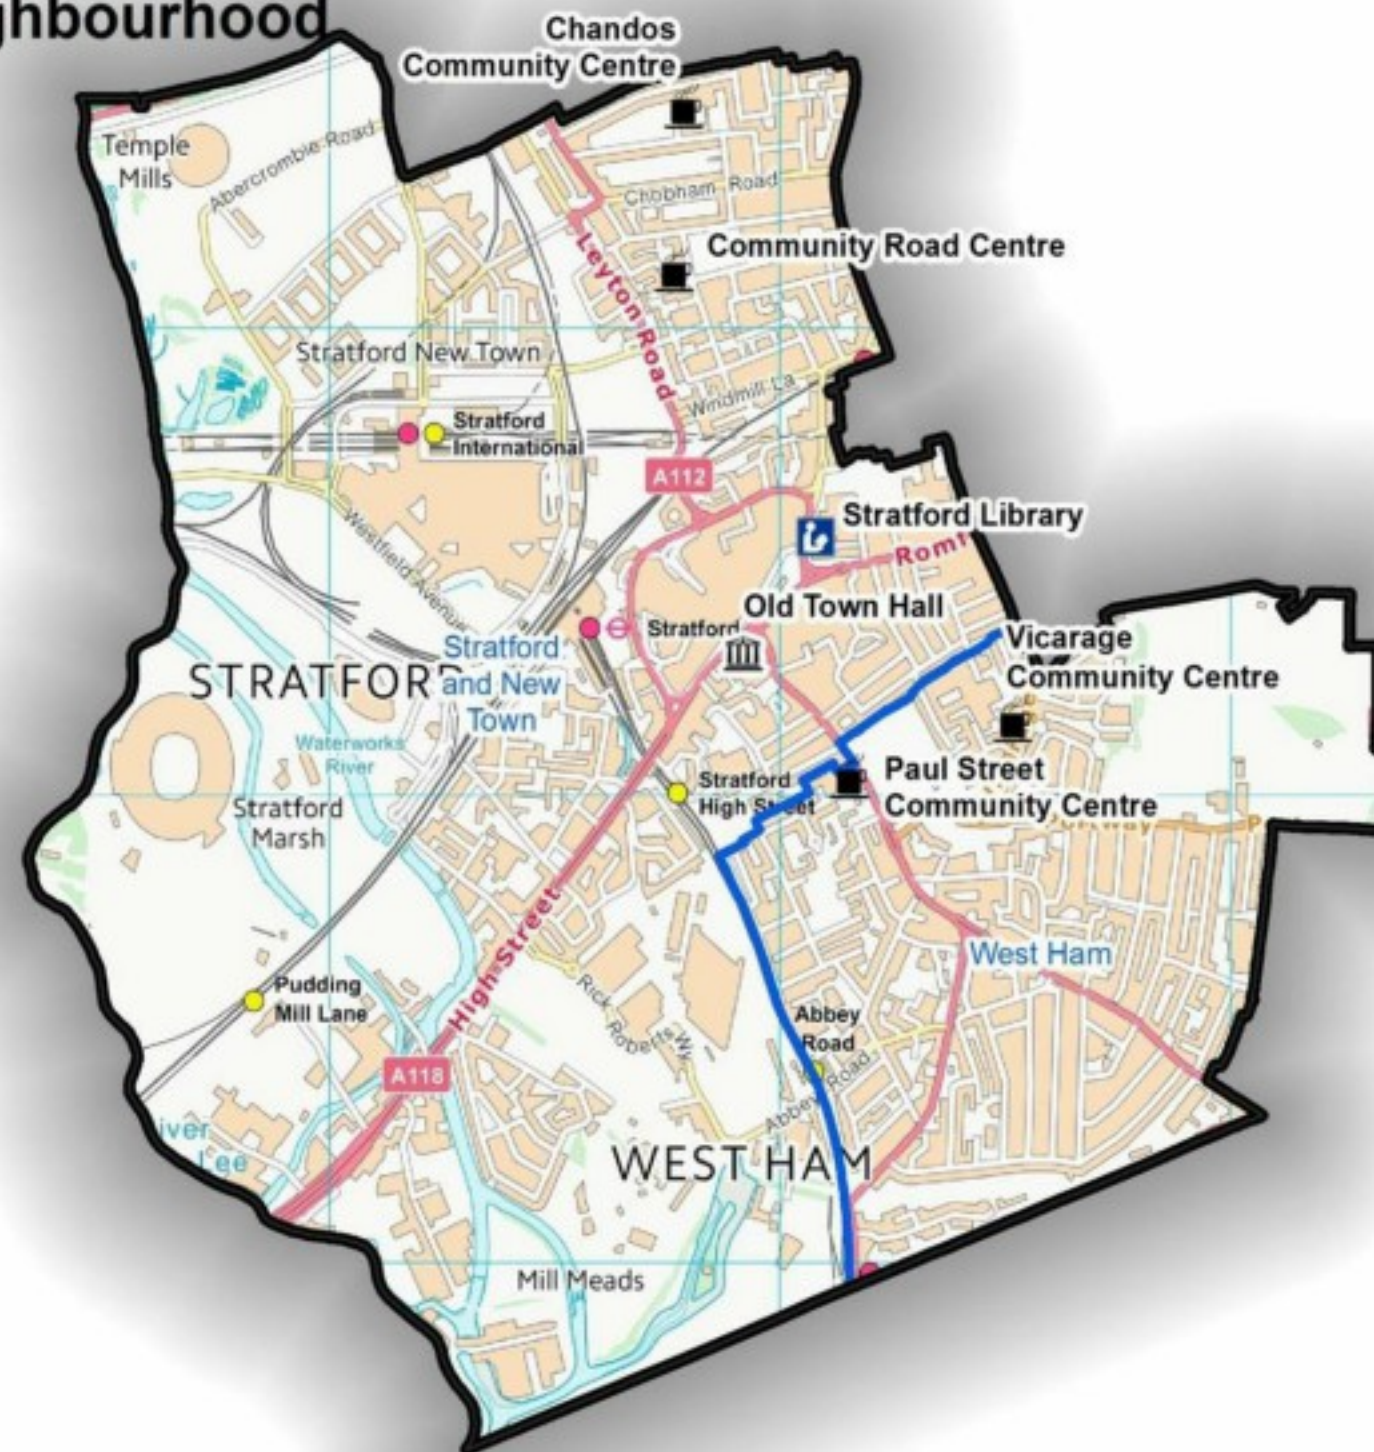 ghbourhood
Chandos
Community Centre
Temple
Mills
Abercrombie Road
Chobham Road
Community Road Centre
Leyton Road
Stratford New Town
Windmill La
Stratford
International
A112
Stratford Library
Westfield Avenue
Romf
Old Town Hall
Stratford
Vicarage
Community Centre
STRATFORD
Stratford
and New
Town
Waterworks
River
Stratford
Marsh
Stratford
High Street
Paul Street
Community Centre
West Ham
High Street
Pudding
Mill Lane
Rick Roberts Wy
Abbey
Road
Abbey Road
A118
iver
Lee
WEST HAM
Mill Meads